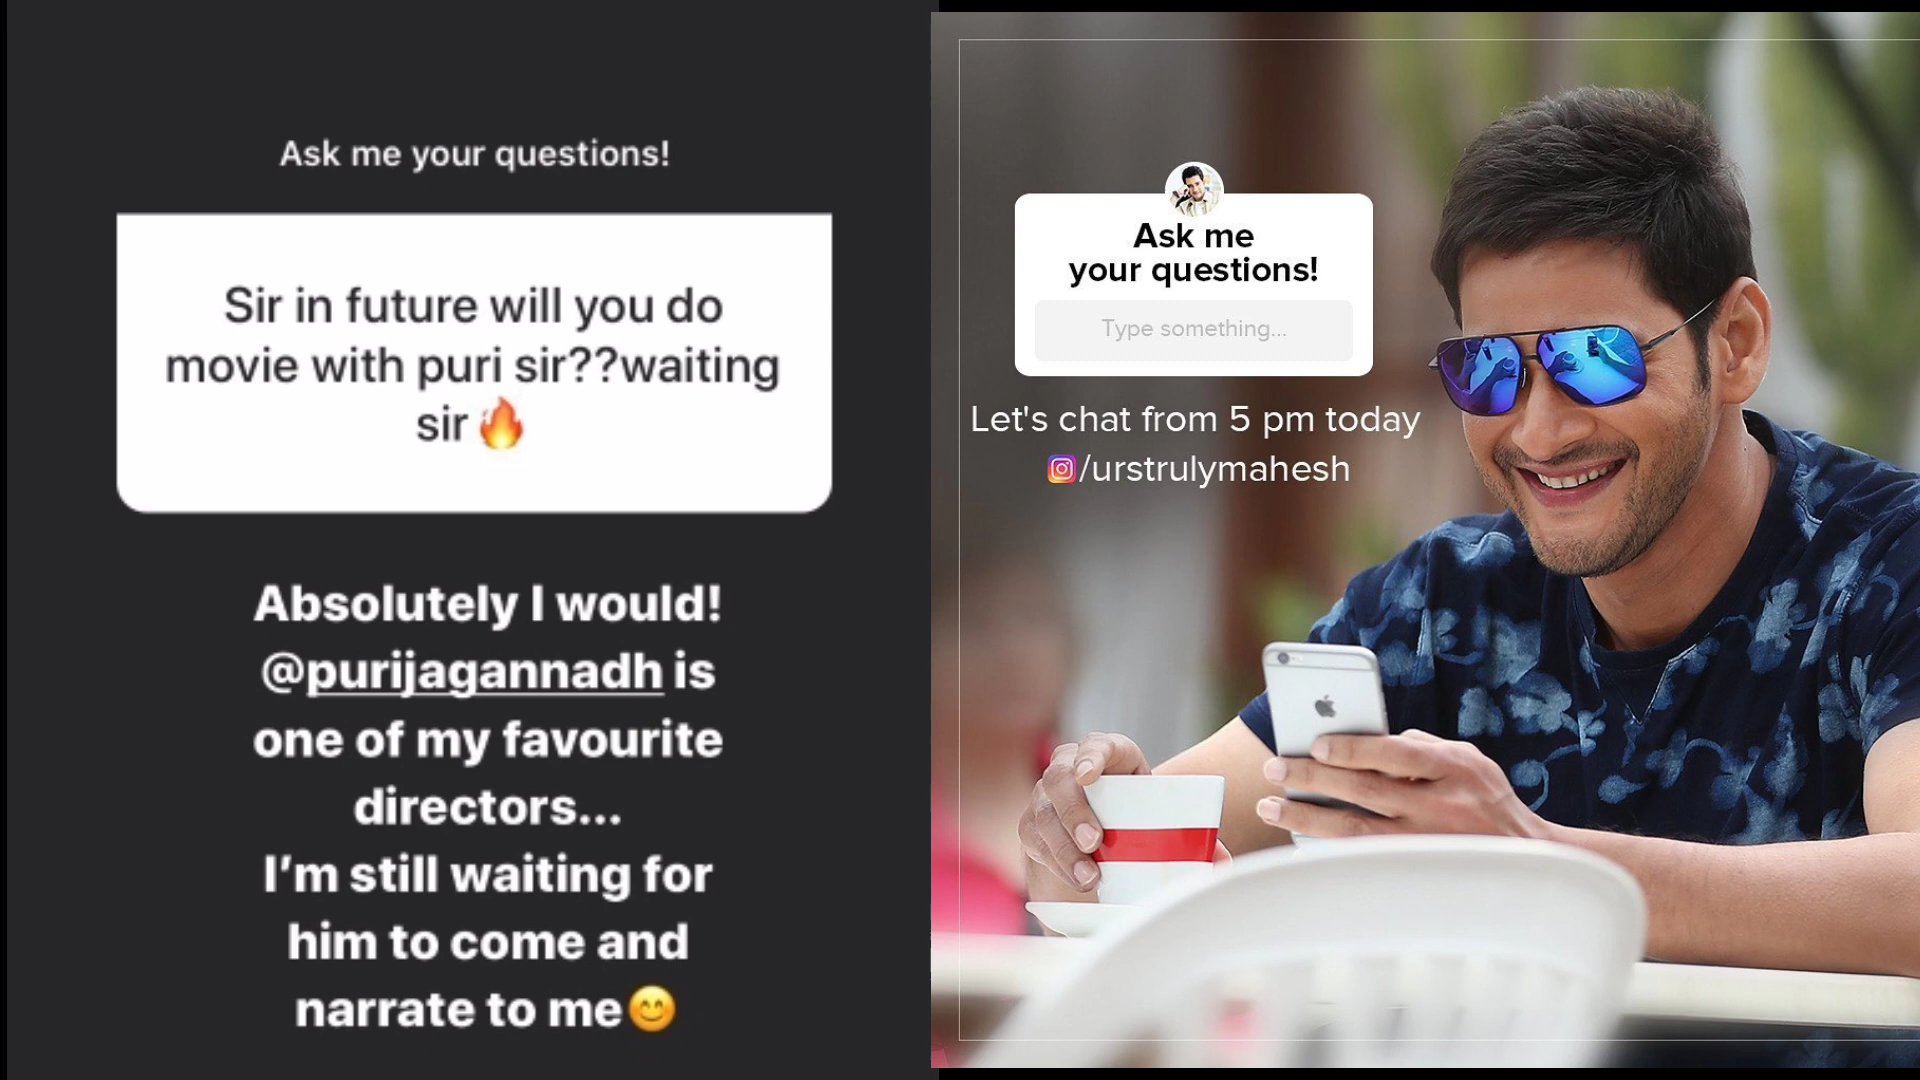 Ask me your questions!
Sir in future will you do
movie with puri sir??waiting
sir🔥
Absolutely I would!
@purijagannadh is
one of my favourite
directors...
I'm still waiting for
him to come and
narrate to me😊
Ask me
your questions!
Type something...
Let's chat from 5 pm today
/urstrulymahesh